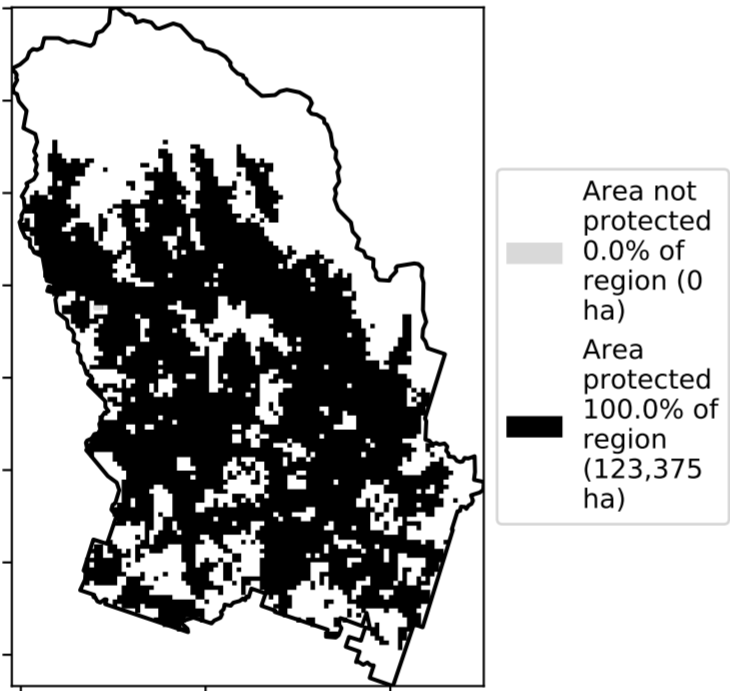 Area not
protected
0.0% of
region (0
ha)
Area
protected
100.0% of
region
(123,375
ha)